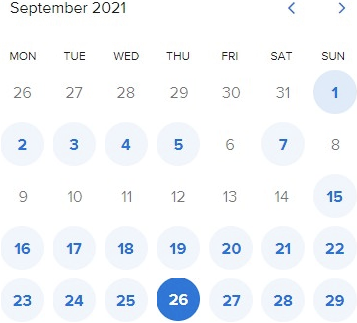 September 2021
MON TUE WED THU FRI SAT SUN
26 27 28 29 30 31 1
2 3 4 5 6 7 8
9 10 11 12 13 14 15
16 17 18 19 20 21 22
23 24 25 26 27 28 29